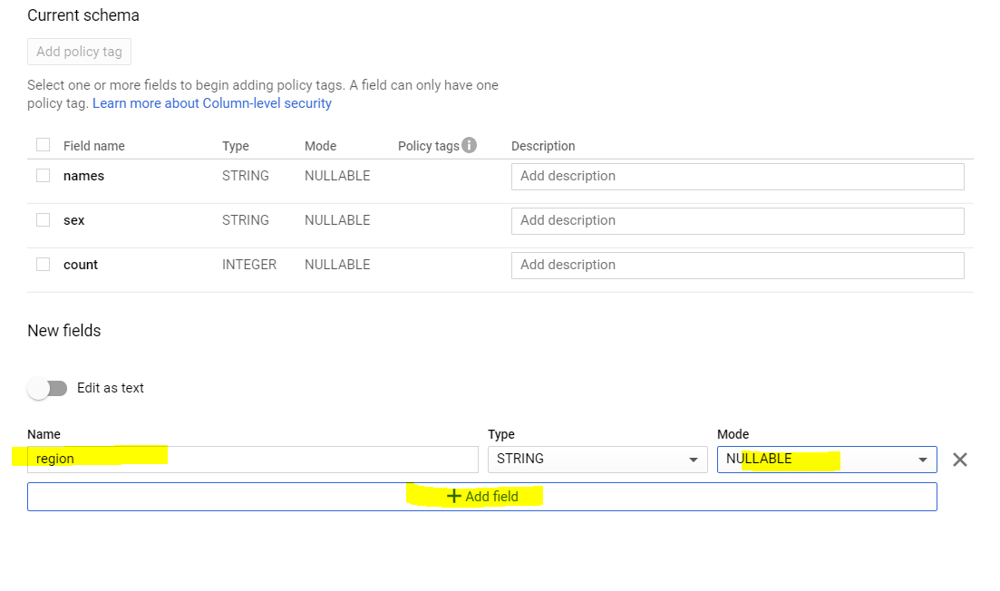 Current schema
Add policy tag
Select one or more fields to begin adding policy tags. A field can only have one
policy tag. Learn more about Column-level security
Field name Type Mode Policy tags Description
names STRING NULLABLE Add description
sex STRING NULLABLE Add description
count INTEGER NULLABLE Add description
New fields
Edit as text
Name Type Mode
region STRING NULLABLE
Add field